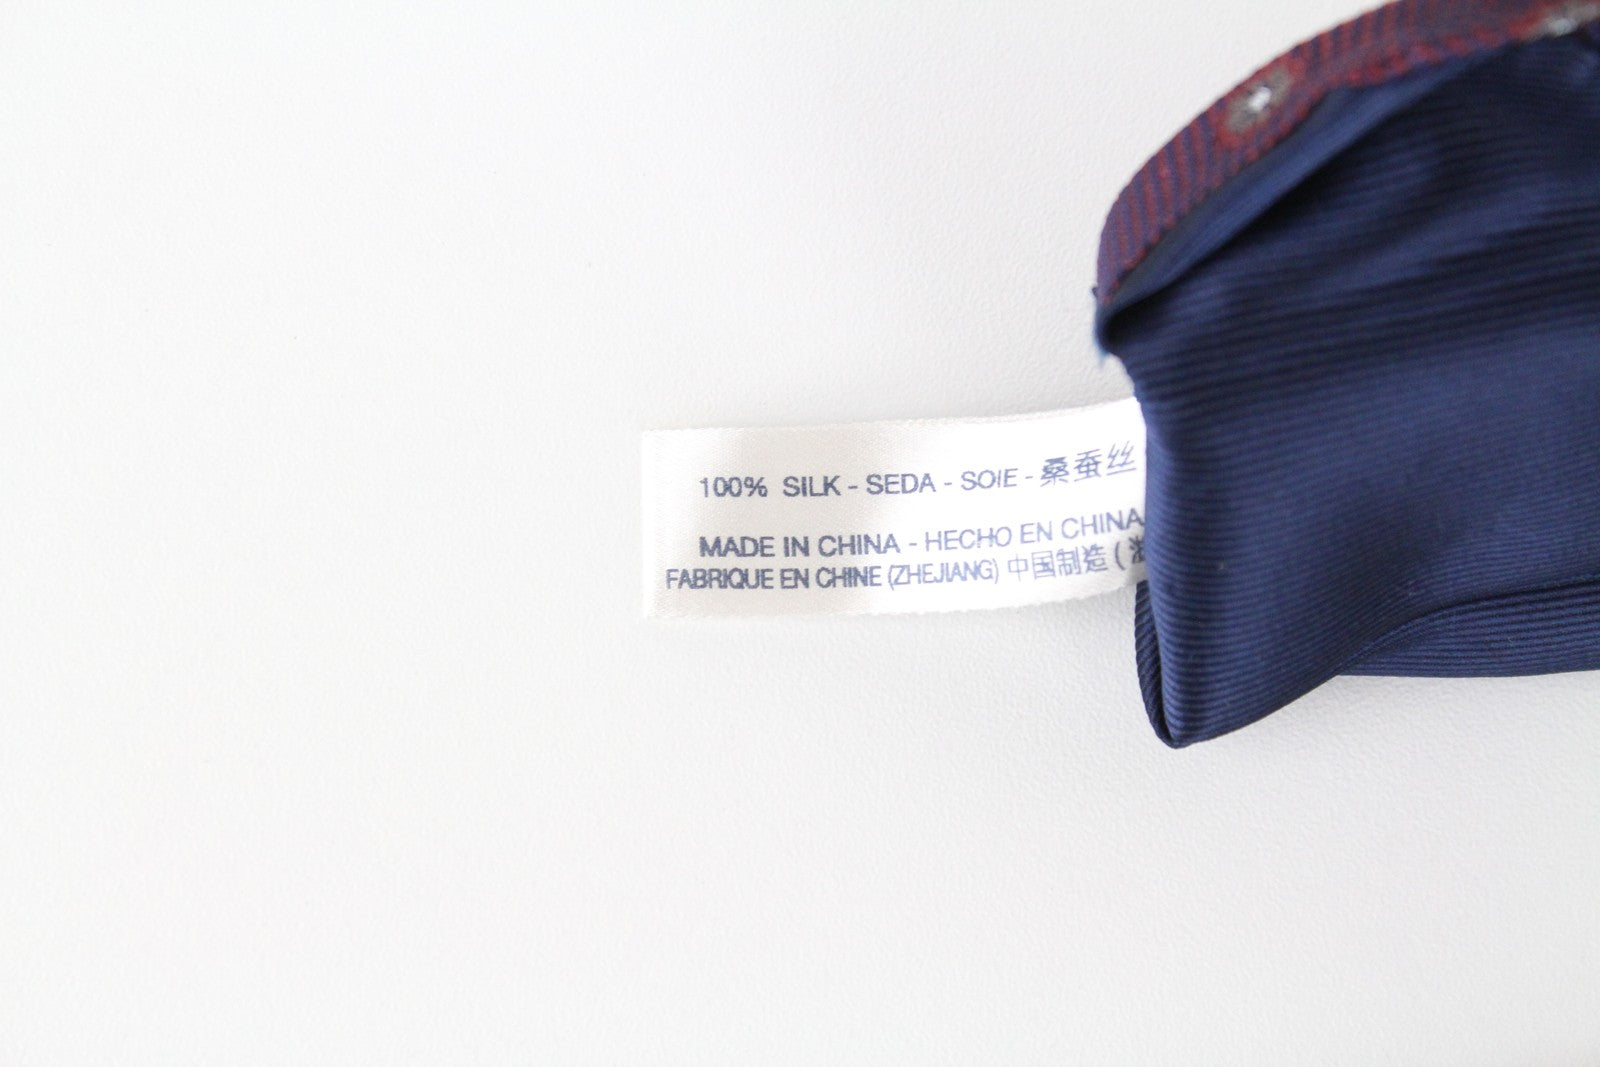 100% SILK - SEDA - SOIE - 桑蚕丝
MADE IN CHINA - HECHO EN CHINA
FABRIQUE EN CHINE (ZHEJIANG) 中国制造 (